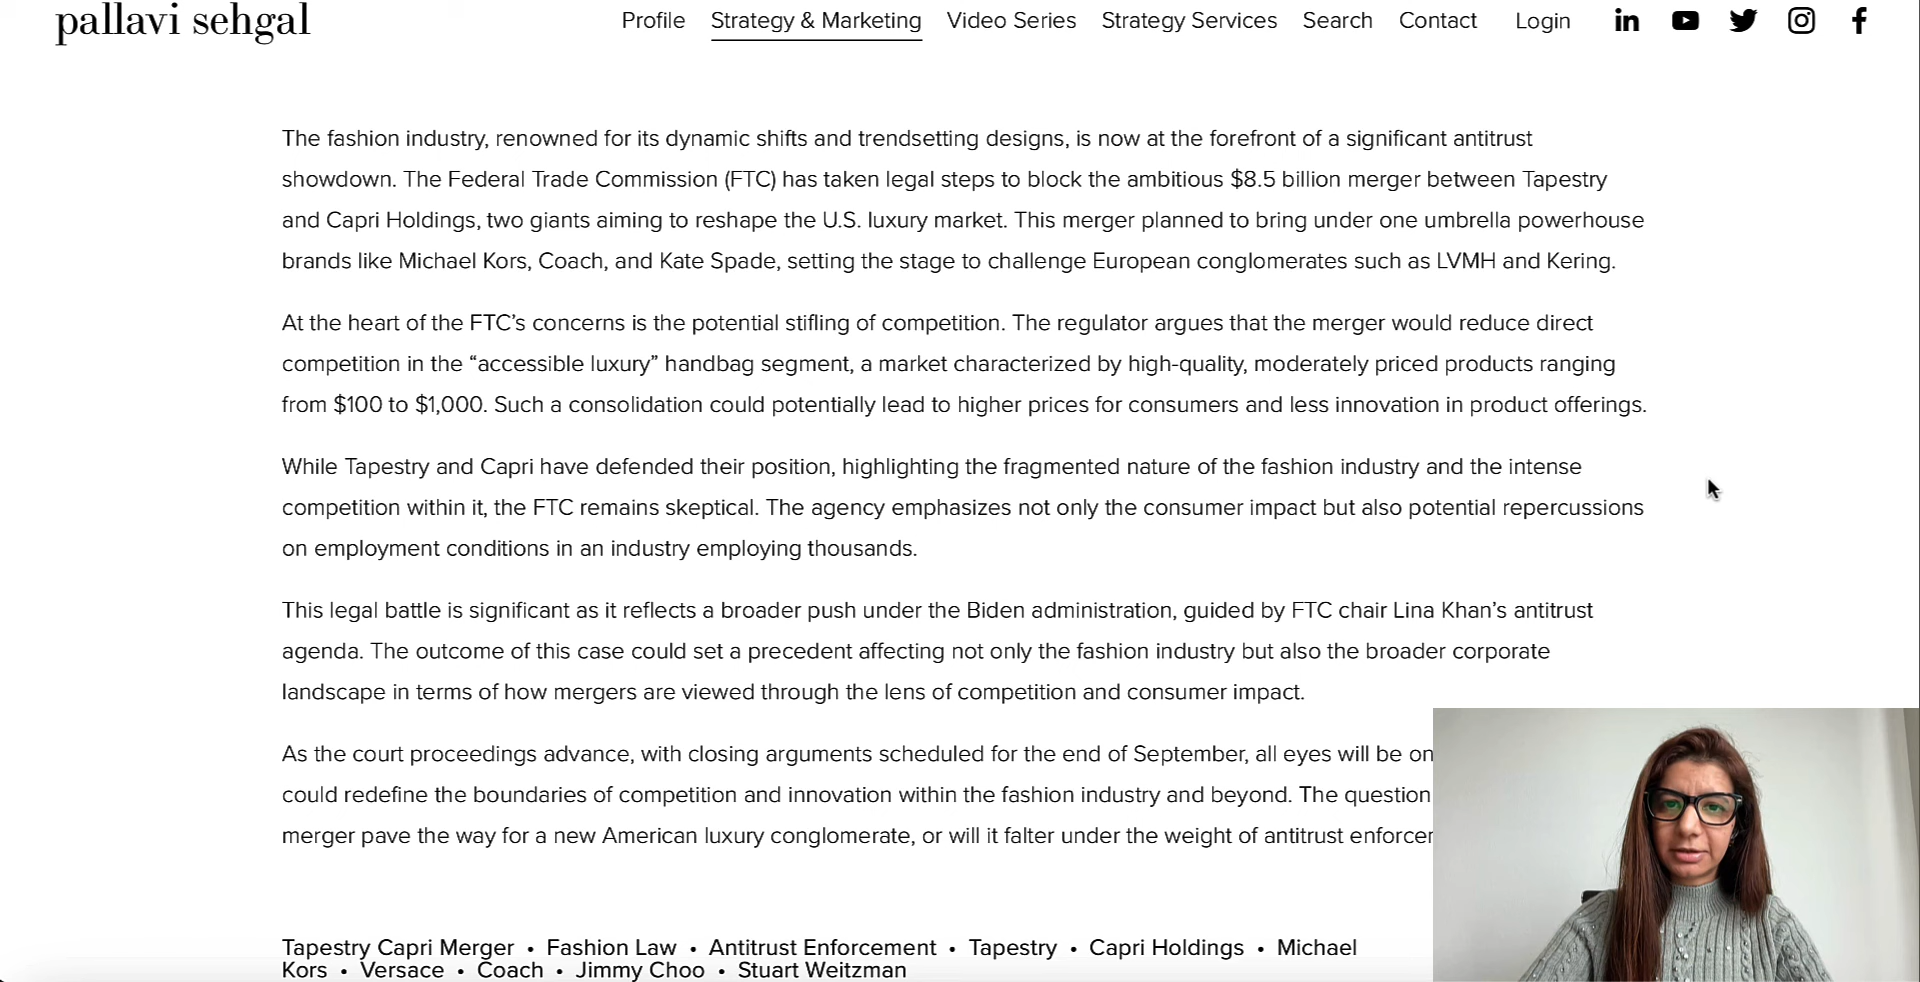 pallavi sehgal
Profile Strategy & Marketing Video Series Strategy Services Search Contact Login
The fashion industry, renowned for its dynamic shifts and trendsetting designs, is now at the forefront of a significant antitrust
showdown. The Federal Trade Commission (FTC) has taken legal steps to block the ambitious $8.5 billion merger between Tapestry
and Capri Holdings, two giants aiming to reshape the U.S. luxury market. This merger planned to bring under one umbrella powerhouse
brands like Michael Kors, Coach, and Kate Spade, setting the stage to challenge European conglomerates such as LVMH and Kering.
At the heart of the FTC’s concerns is the potential stifling of competition. The regulator argues that the merger would reduce direct
competition in the “accessible luxury” handbag segment, a market characterized by high-quality, moderately priced products ranging
from $100 to $1,000. Such a consolidation could potentially lead to higher prices for consumers and less innovation in product offerings.
While Tapestry and Capri have defended their position, highlighting the fragmented nature of the fashion industry and the intense
competition within it, the FTC remains skeptical. The agency emphasizes not only the consumer impact but also potential repercussions
on employment conditions in an industry employing thousands.
This legal battle is significant as it reflects a broader push under the Biden administration, guided by FTC chair Lina Khan’s antitrust
agenda. The outcome of this case could set a precedent affecting not only the fashion industry but also the broader corporate
landscape in terms of how mergers are viewed through the lens of competition and consumer impact.
As the court proceedings advance, with closing arguments scheduled for the end of September, all eyes will be on
could redefine the boundaries of competition and innovation within the fashion industry and beyond. The question
merger pave the way for a new American luxury conglomerate, or will it falter under the weight of antitrust enforcer
Tapestry Capri Merger • Fashion Law • Antitrust Enforcement • Tapestry • Capri Holdings • Michael
Kors • Versace • Coach • Jimmy Choo • Stuart Weitzman